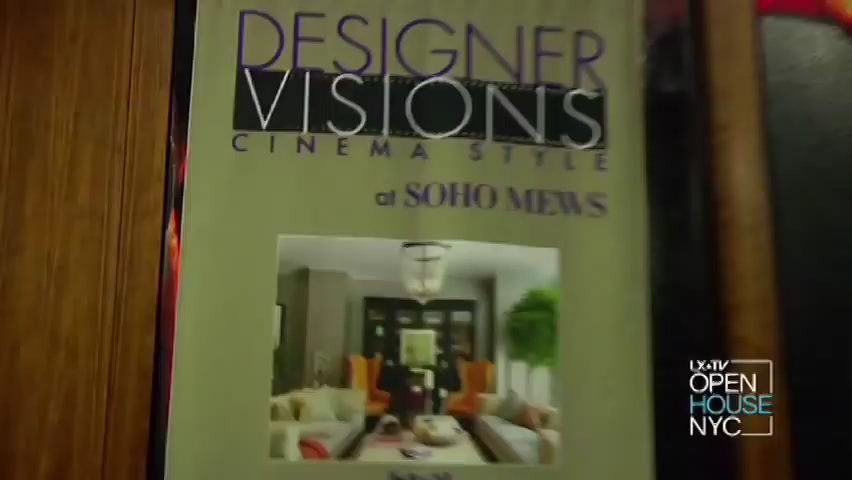 DESIGNER
VISIONS
CINEMA STYLE
at SOHO MEWS
LX.TV
OPEN
HOUSE
NYC